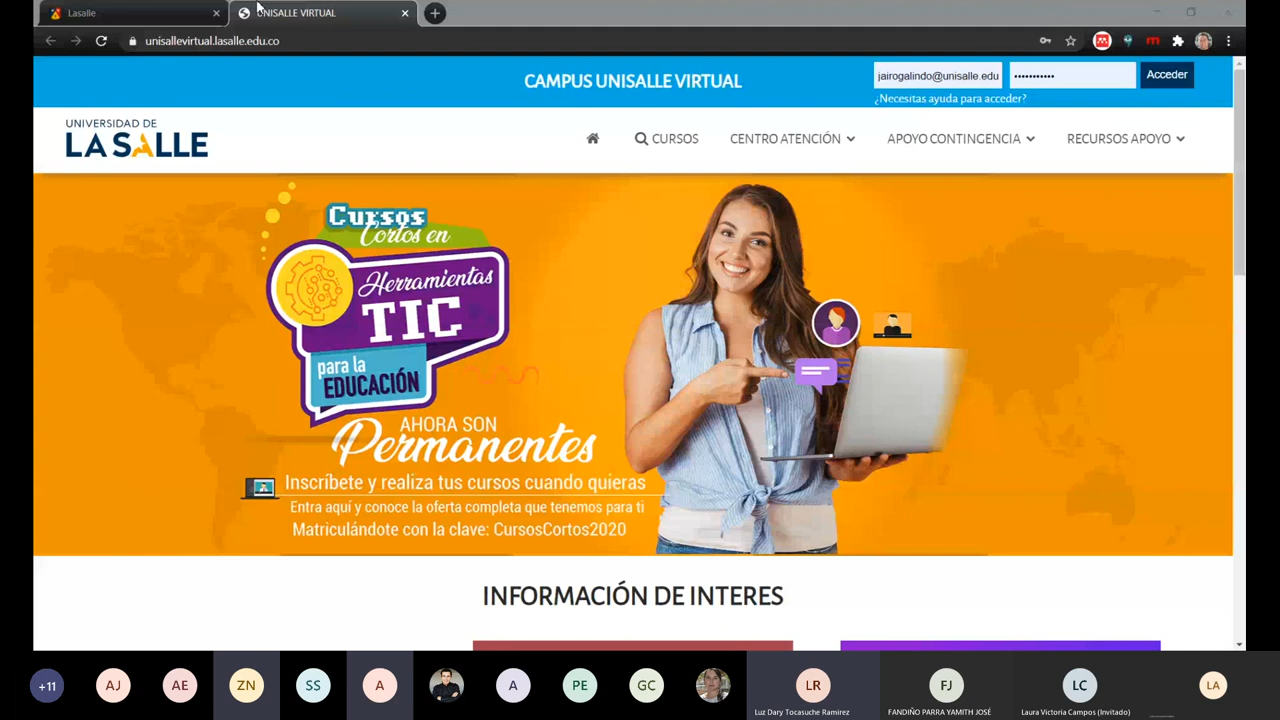 Lasalle
UNISALLE VIRTUAL
unisallevirtual.lasalle.edu.co
CAMPUS UNISALLE VIRTUAL
jairogalindo@unisalle.edu
•••••••••••
Acceder
¿Necesitas ayuda para acceder?
UNIVERSIDAD DE
LA SALLE
CURSOS
CENTRO ATENCIÓN
APOYO CONTINGENCIA
RECURSOS APOYO
Cursos
Cortos en
Herramientas
TIC
para la
EDUCACIÓN
AHORA SON
Permanentes
Inscríbete y realiza tus cursos cuando quieras
Entra aquí y conoce la oferta completa que tenemos para ti
Matriculándote con la clave: CursosCortos2020
INFORMACIÓN DE INTERES
+11
AJ
AE
ZN
SS
A
A
PE
GC
LR
FJ
LC
LA
Luz Dary Tocasuche Ramirez
FANDIÑO PARRA YAMITH JOSÉ
Laura Victoria Campos (Invitado)